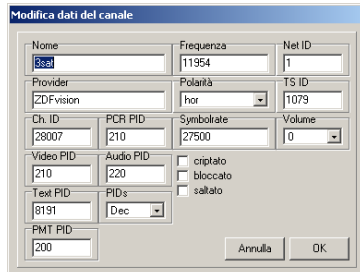 Modifica dati del canale
Nome Frequenza Net ID
3sat 11954 1
Provider Polarità TS ID
ZDFvision hor 1079
Ch. ID PCR PID Symbolrate Volume
28007 210 27500 0
Video PID Audio PID
210 220
criptato
bloccato
saltato
Text PID PIDs
8191 Dec
PMT PID
200
Annulla OK